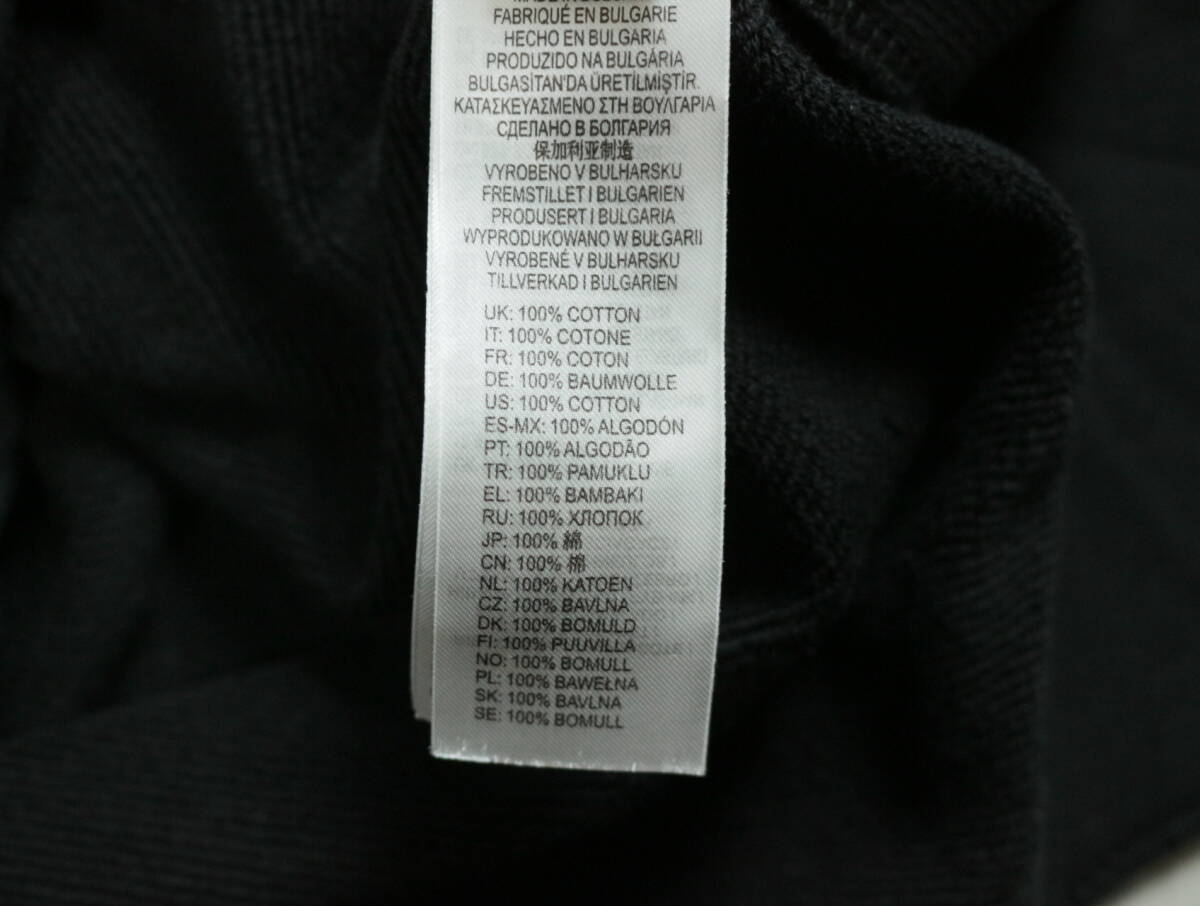 MADE IN BULGARIA
FABRIQUÉ EN BULGARIE
HECHO EN BULGARIA
PRODUZIDO NA BULGÁRIA
BULGASİTAN'DA ÜRETİLMİŞTİR.
ΚΑΤΑΣΚΕΥΑΣΜΕΝΟ ΣΤΗ ΒΟΥΛΓΑΡΙΑ
СДЕЛАНО В БОЛГАРИЯ
保加利亚制造
VYROBENO V BULHARSKU
FREMSTILLET I BULGARIEN
PRODUSERT I BULGARIA
WYPRODUKOWANO W BUŁGARII
VYROBENÉ V BULHARSKU
TILLVERKAD I BULGARIEN
UK: 100% COTTON
IT: 100% COTONE
FR: 100% COTON
DE: 100% BAUMWOLLE
US: 100% COTTON
ES-MX: 100% ALGODÓN
PT: 100% ALGODÃO
TR: 100% PAMUKLU
EL: 100% ΒΑΜΒΑΚΙ
RU: 100% ХЛОПОК
JP: 100% 綿
CN: 100% 棉
NL: 100% KATOEN
CZ: 100% BAVLNA
DK: 100% BOMULD
FI: 100% PUUVILLA
NO: 100% BOMULL
PL: 100% BAWEŁNA
SK: 100% BAVLNA
SE: 100% BOMULL